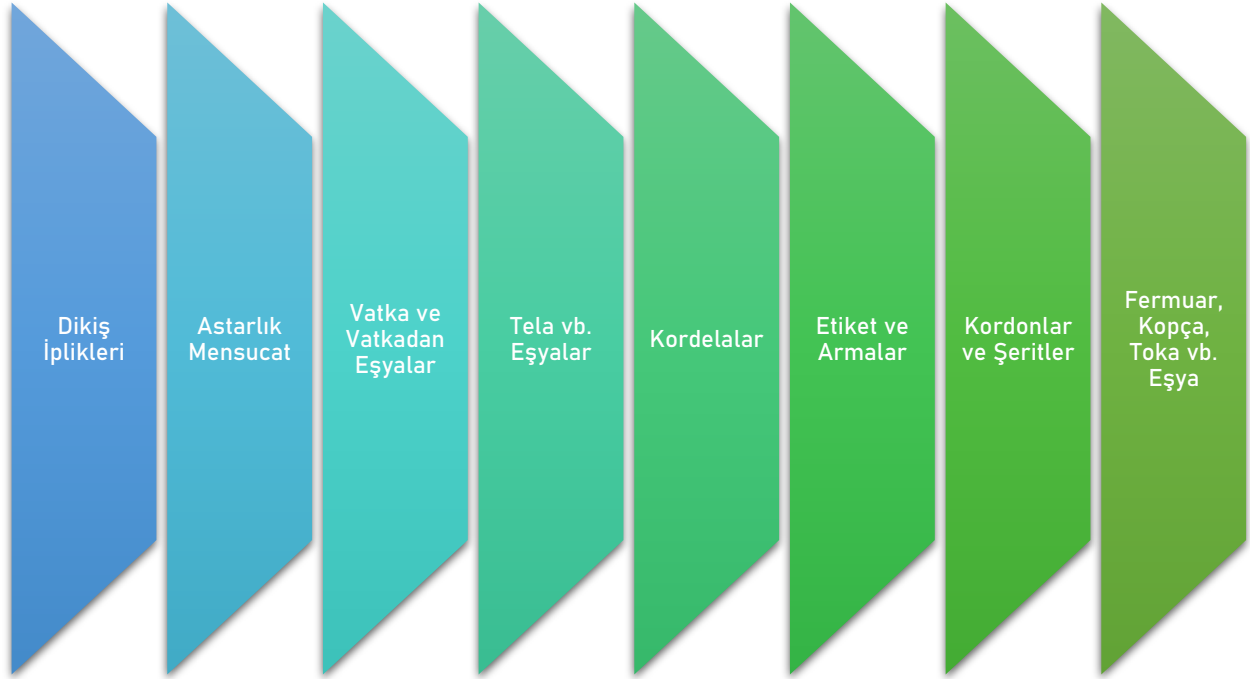 Dikiş
İplikleri
Astarlık
Mensucat
Vatka ve
Vatkadan
Eşyalar
Tela vb.
Eşyalar
Kordelalar
Etiket ve
Armalar
Kordonlar
ve Şeritler
Fermuar,
Kopça,
Toka vb.
Eşya